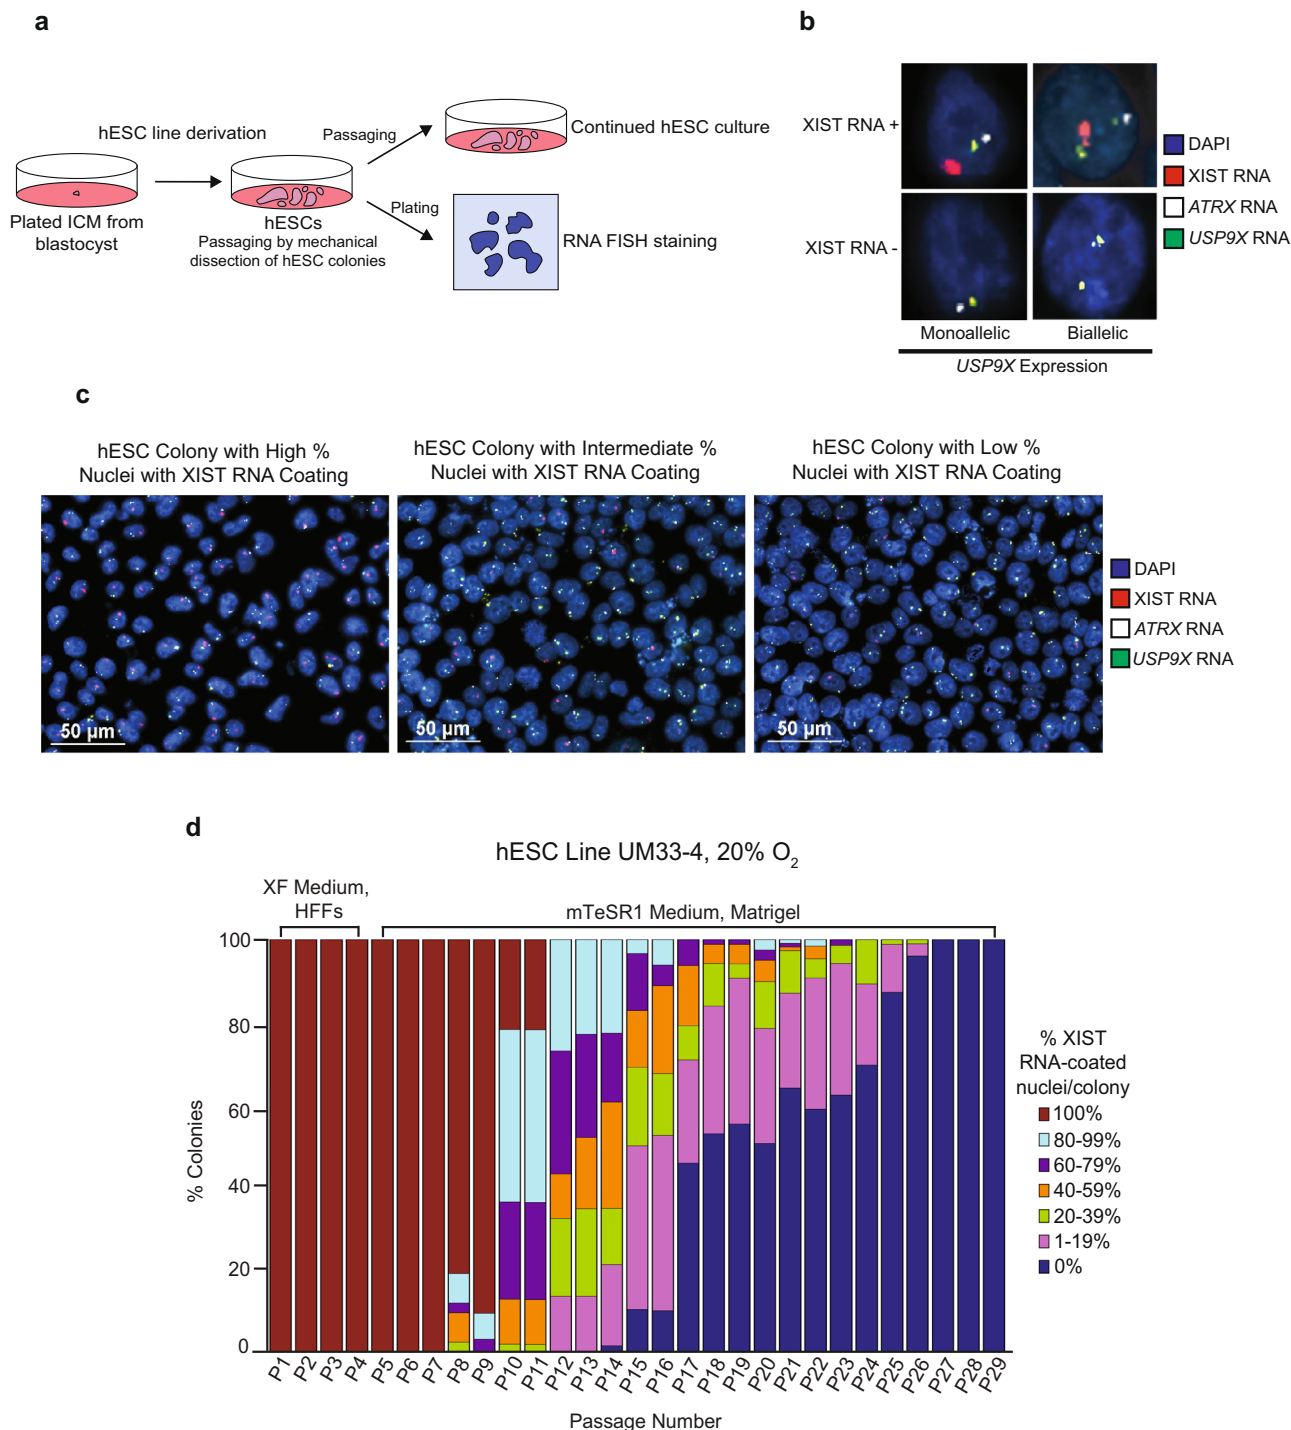 a
hESC line derivation
Plated ICM from
blastocyst
hESCs
Passaging by mechanical
dissection of hESC colonies
Passaging
Plating
Continued hESC culture
RNA FISH staining
b
XIST RNA +
XIST RNA -
Monoallelic
Biallelic
USP9X Expression
DAPI
XIST RNA
ATRX RNA
USP9X RNA
c
hESC Colony with High %
Nuclei with XIST RNA Coating
hESC Colony with Intermediate %
Nuclei with XIST RNA Coating
hESC Colony with Low %
Nuclei with XIST RNA Coating
50 µm
50 µm
50 µm
DAPI
XIST RNA
ATRX RNA
USP9X RNA
d
hESC Line UM33-4, 20% O2
XF Medium,
HFFs
mTeSR1 Medium, Matrigel
% Colonies
100
80
60
40
20
0
P1 P2 P3 P4 P5 P6 P7 P8 P9 P10 P11 P12 P13 P14 P15 P16 P17 P18 P19 P20 P21 P22 P23 P24 P25 P26 P27 P28 P29
Passage Number
% XIST
RNA-coated
nuclei/colony
100%
80-99%
60-79%
40-59%
20-39%
1-19%
0%